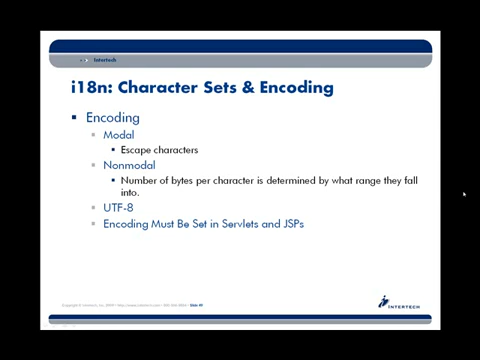 Intertech
i18n: Character Sets & Encoding
Encoding
Modal
Escape characters
Nonmodal
Number of bytes per character is determined by what range they fall
into.
UTF-8
Encoding Must Be Set in Servlets and JSPs
INTERTECH